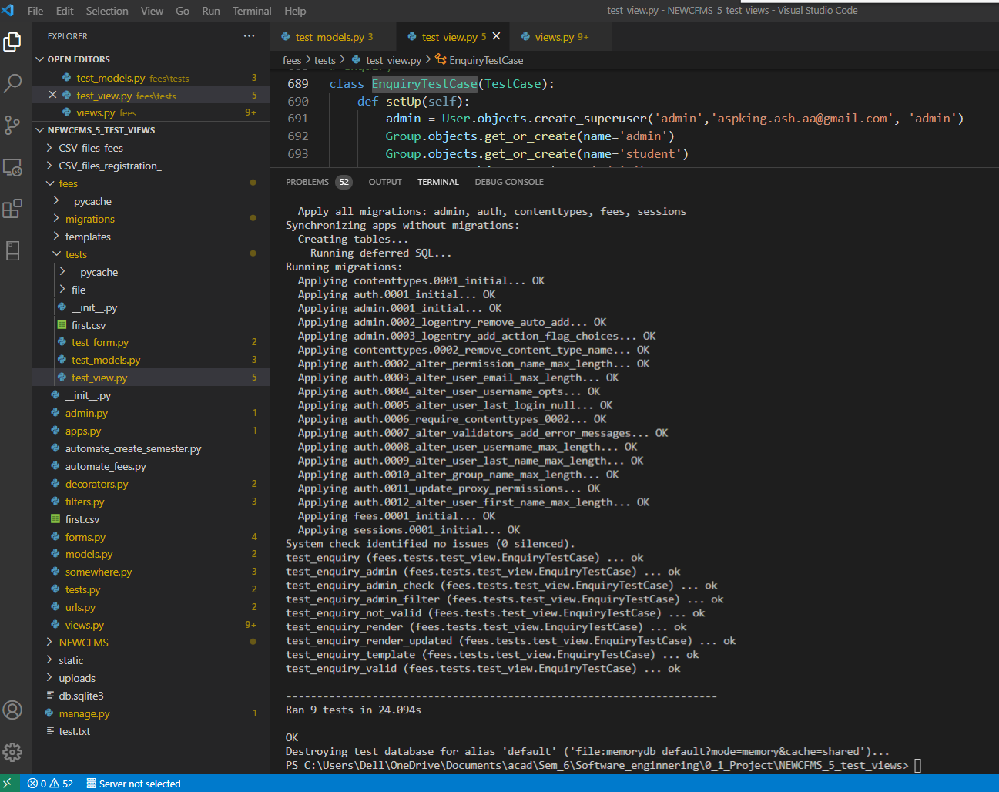 File Edit Selection View Go Run Terminal Help test_view.py - NEWCFMS_5_test_views - Visual Studio Code
EXPLORER ···
OPEN EDITORS
test_models.py fees\tests 3
test_view.py fees\tests 5
views.py fees 9+
NEWCFMS_5_TEST_VIEWS
CSV_files_fees
CSV_files_registration_
fees
__pycache__
migrations
templates
tests
__pycache__
file
__init__.py
first.csv
test_form.py 2
test_models.py 3
test_view.py 5
__init__.py
admin.py 1
apps.py 1
automate_create_semester.py
automate_fees.py
decorators.py 2
filters.py 3
first.csv
forms.py 4
models.py 2
somewhere.py 3
tests.py 2
urls.py 2
views.py 9+
NEWCFMS
static
uploads
db.sqlite3
manage.py 1
test.txt
test_models.py 3 test_view.py 5 views.py 9+
fees > tests > test_view.py > EnquiryTestCase
688 # Enquiry
689 class EnquiryTestCase(TestCase):
690 def setUp(self):
691 admin = User.objects.create_superuser('admin','aspking.ash.aa@gmail.com', 'admin')
692 Group.objects.get_or_create(name='admin')
693 Group.objects.get_or_create(name='student')
PROBLEMS 52 OUTPUT TERMINAL DEBUG CONSOLE
Apply all migrations: admin, auth, contenttypes, fees, sessions
Synchronizing apps without migrations:
Creating tables...
Running deferred SQL...
Running migrations:
Applying contenttypes.0001_initial... OK
Applying auth.0001_initial... OK
Applying admin.0001_initial... OK
Applying admin.0002_logentry_remove_auto_add... OK
Applying admin.0003_logentry_add_action_flag_choices... OK
Applying contenttypes.0002_remove_content_type_name... OK
Applying auth.0002_alter_permission_name_max_length... OK
Applying auth.0003_alter_user_email_max_length... OK
Applying auth.0004_alter_user_username_opts... OK
Applying auth.0005_alter_user_last_login_null... OK
Applying auth.0006_require_contenttypes_0002... OK
Applying auth.0007_alter_validators_add_error_messages... OK
Applying auth.0008_alter_user_username_max_length... OK
Applying auth.0009_alter_user_last_name_max_length... OK
Applying auth.0010_alter_group_name_max_length... OK
Applying auth.0011_update_proxy_permissions... OK
Applying auth.0012_alter_user_first_name_max_length... OK
Applying fees.0001_initial... OK
Applying sessions.0001_initial... OK
System check identified no issues (0 silenced).
test_enquiry (fees.tests.test_view.EnquiryTestCase) ... ok
test_enquiry_admin (fees.tests.test_view.EnquiryTestCase) ... ok
test_enquiry_admin_check (fees.tests.test_view.EnquiryTestCase) ... ok
test_enquiry_admin_filter (fees.tests.test_view.EnquiryTestCase) ... ok
test_enquiry_not_valid (fees.tests.test_view.EnquiryTestCase) ... ok
test_enquiry_render (fees.tests.test_view.EnquiryTestCase) ... ok
test_enquiry_render_updated (fees.tests.test_view.EnquiryTestCase) ... ok
test_enquiry_template (fees.tests.test_view.EnquiryTestCase) ... ok
test_enquiry_valid (fees.tests.test_view.EnquiryTestCase) ... ok
----------------------------------------------------------------------
Ran 9 tests in 24.094s
OK
Destroying test database for alias 'default' ('file:memorydb_default?mode=memory&cache=shared')...
PS C:\Users\Dell\OneDrive\Documents\acad\Sem_6\Software_enginnering\0_1_Project\NEWCFMS_5_test_views>
0 52 Server not selected